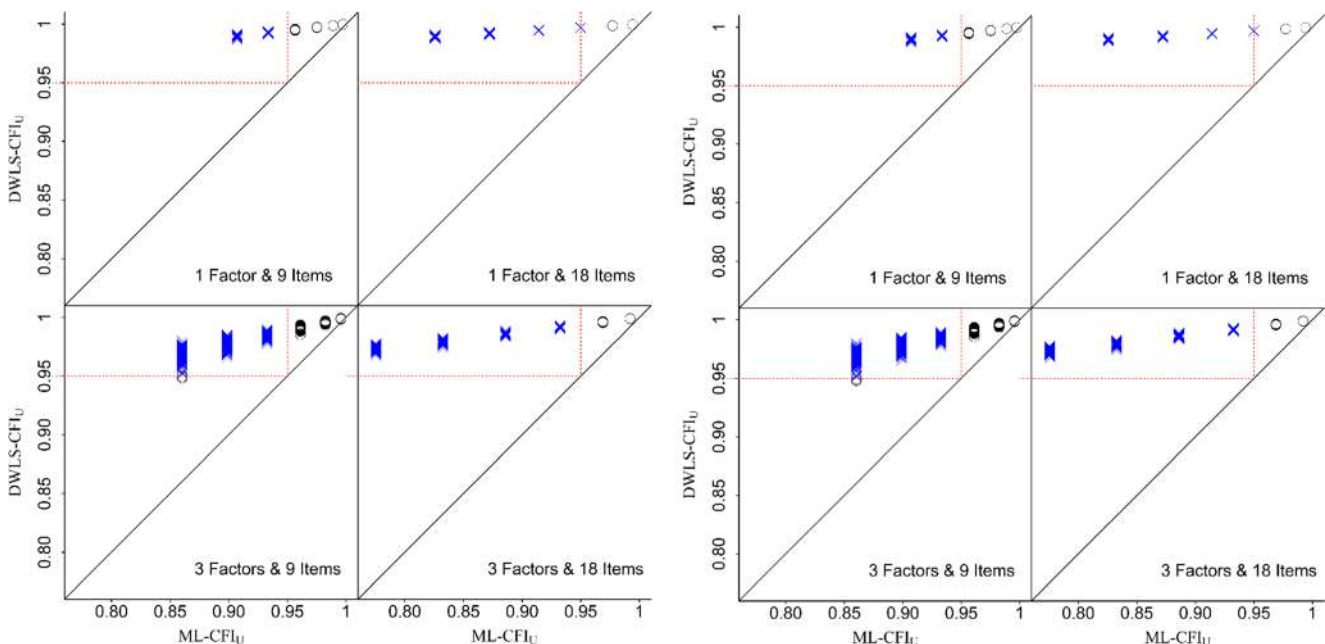 1
0.95
0.90
0.85
0.80
DWLS-CFIU
1 Factor & 9 Items
1 Factor & 18 Items
1
0.95
0.90
0.85
0.80
DWLS-CFIU
3 Factors & 9 Items
3 Factors & 18 Items
0.80 0.85 0.90 0.95 1
0.80 0.85 0.90 0.95 1
ML-CFIU
ML-CFIU
1
0.95
0.90
0.85
0.80
DWLS-CFIU
1 Factor & 9 Items
1 Factor & 18 Items
1
0.95
0.90
0.85
0.80
DWLS-CFIU
3 Factors & 9 Items
3 Factors & 18 Items
0.80 0.85 0.90 0.95 1
0.80 0.85 0.90 0.95 1
ML-CFIU
ML-CFIU